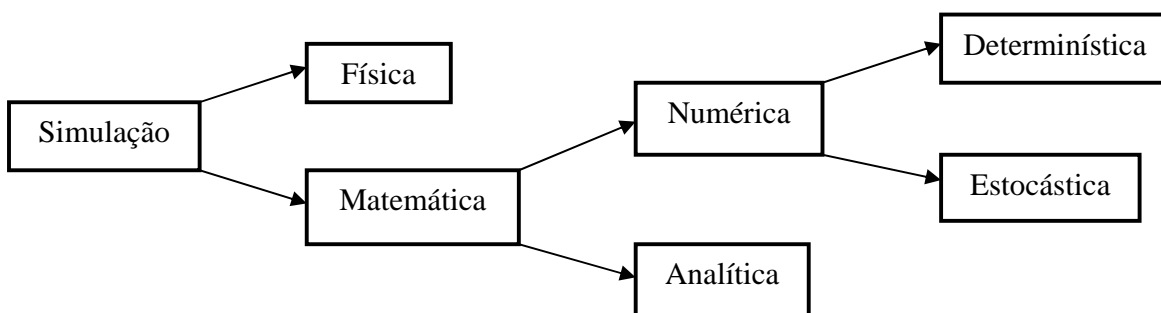 Simulação
Física
Matemática
Numérica
Analítica
Determinística
Estocástica